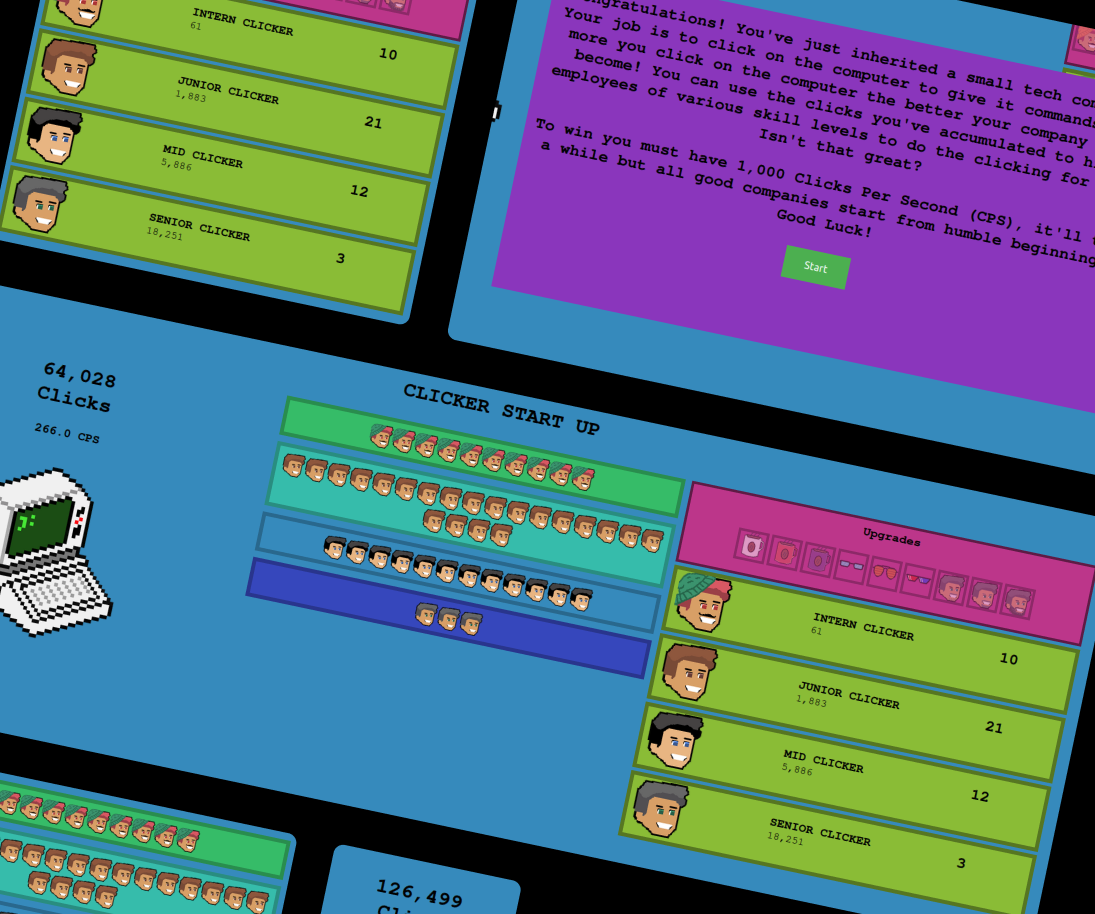 INTERN CLICKER
61
10
JUNIOR CLICKER
1,883
21
MID CLICKER
5,886
12
SENIOR CLICKER
18,251
3
You've just inherited a small tech
Your job is to click on the computer to give it
more you click on the computer the better your company
become! You can use the clicks you've accumulated to
employees of various skill levels to do the clicking for
Isn't that great?
To win you must have 1,000 Clicks Per Second (CPS), it'll
a while but all good companies start from humble
Good Luck!
Start
64,028
Clicks
266.0 CPS
CLICKER START UP
Upgrades
INTERN CLICKER
61
10
JUNIOR CLICKER
1,883
21
MID CLICKER
5,886
12
SENIOR CLICKER
18,251
3
126,499